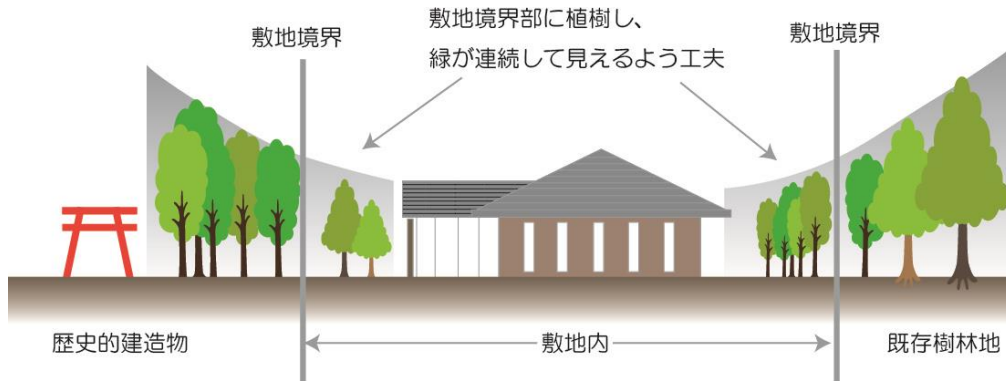 敷地境界部に植樹し、
緑が連続して見えるよう工夫
敷地境界
敷地境界
歴史的建造物
敷地内
既存樹林地